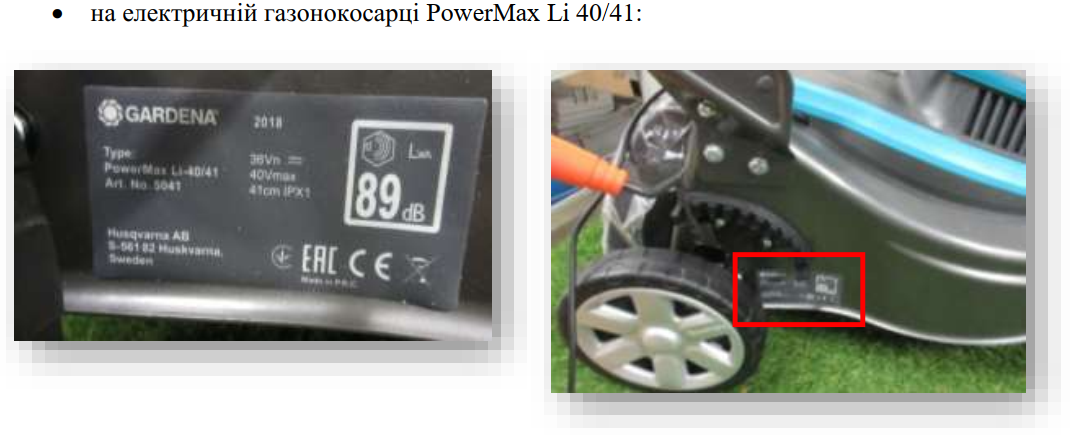 • на електричній газонокосарці PowerMax Li 40/41:
GARDENA
2018
Type:
PowerMax Li-40/41
Art. No. 5041
36Vn
40Vmax
41cm IPX1
LWA
89 dB
Husqvarna AB
S-561 82 Huskvarna,
Sweden
EAC CE
Made in P.R.C.